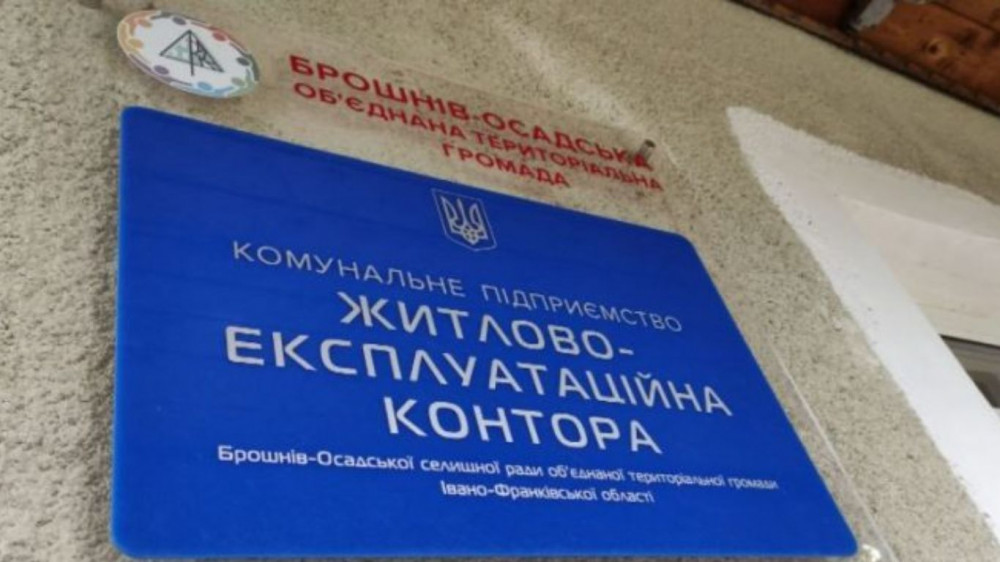 БРОШНІВ-ОСАДСЬКА
ОБ'ЄДНАНА ТЕРИТОРІАЛЬНА
ГРОМАДА
КОМУНАЛЬНЕ ПІДПРИЄМСТВО
ЖИТЛОВО-
ЕКСПЛУАТАЦІЙНА
КОНТОРА
Брошнів-Осадської селишної ради об'єднаної територіальної громади
Івано-Франківської області